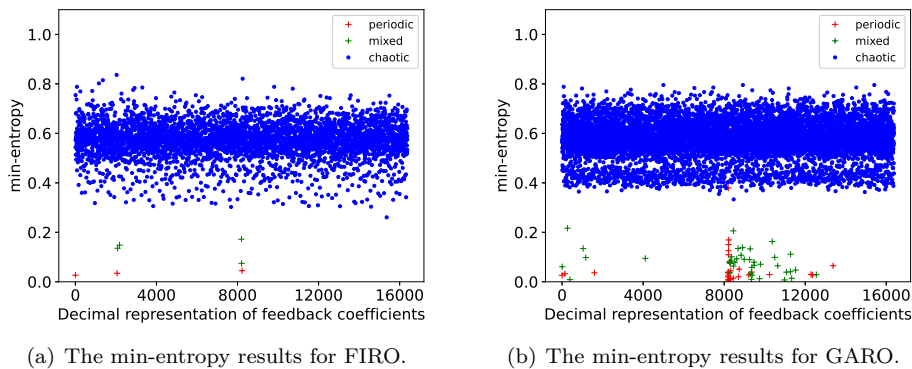 periodic
mixed
chaotic
1.0
0.8
0.6
0.4
0.2
0.0
min-entropy
0 4000 8000 12000 16000
Decimal representation of feedback coefficients
(a) The min-entropy results for FIRO.
periodic
mixed
chaotic
1.0
0.8
0.6
0.4
0.2
0.0
min-entropy
0 4000 8000 12000 16000
Decimal representation of feedback coefficients
(b) The min-entropy results for GARO.